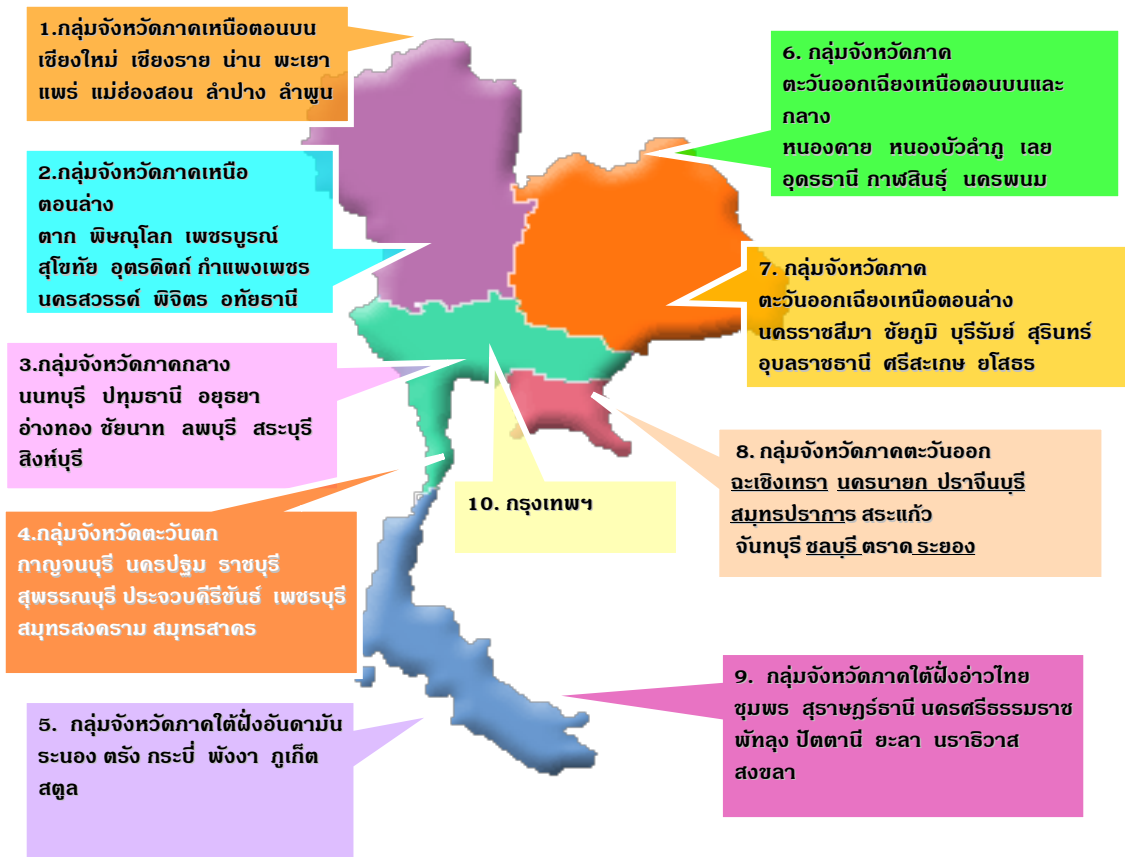 1.กลุ่มจังหวัดภาคเหนือตอนบน
เชียงใหม่ เชียงราย น่าน พะเยา
แพร่ แม่ฮ่องสอน ลำปาง ลำพูน
2.กลุ่มจังหวัดภาคเหนือ
ตอนล่าง
ตาก พิษณุโลก เพชรบูรณ์
สุโขทัย อุตรดิตถ์ กำแพงเพชร
นครสวรรค์ พิจิตร อทัยธานี
3.กลุ่มจังหวัดภาคกลาง
นนทบุรี ปทุมธานี อยุธยา
อ่างทอง ชัยนาท ลพบุรี สระบุรี
สิงห์บุรี
4.กลุ่มจังหวัดตะวันตก
กาญจนบุรี นครปฐม ราชบุรี
สุพรรณบุรี ประจวบคีรีขันธ์ เพชรบุรี
สมุทรสงคราม สมุทรสาคร
5. กลุ่มจังหวัดภาคใต้ฝั่งอันดามัน
ระนอง ตรัง กระบี่ พังงา ภูเก็ต
สตูล
6. กลุ่มจังหวัดภาค
ตะวันออกเฉียงเหนือตอนบนและ
กลาง
หนองคาย หนองบัวลำภู เลย
อุดรธานี กาฬสินธุ์ นครพนม
7. กลุ่มจังหวัดภาค
ตะวันออกเฉียงเหนือตอนล่าง
นครราชสีมา ชัยภูมิ บุรีรัมย์ สุรินทร์
อุบลราชธานี ศรีสะเกษ ยโสธร
8. กลุ่มจังหวัดภาคตะวันออก
ฉะเชิงเทรา นครนายก ปราจีนบุรี
สมุทรปราการ สระแก้ว
จันทบุรี ชลบุรี ตราด ระยอง
9. กลุ่มจังหวัดภาคใต้ฝั่งอ่าวไทย
ชุมพร สุราษฎร์ธานี นครศรีธรรมราช
พัทลุง ปัตตานี ยะลา นราธิวาส
สงขลา
10. กรุงเทพฯ